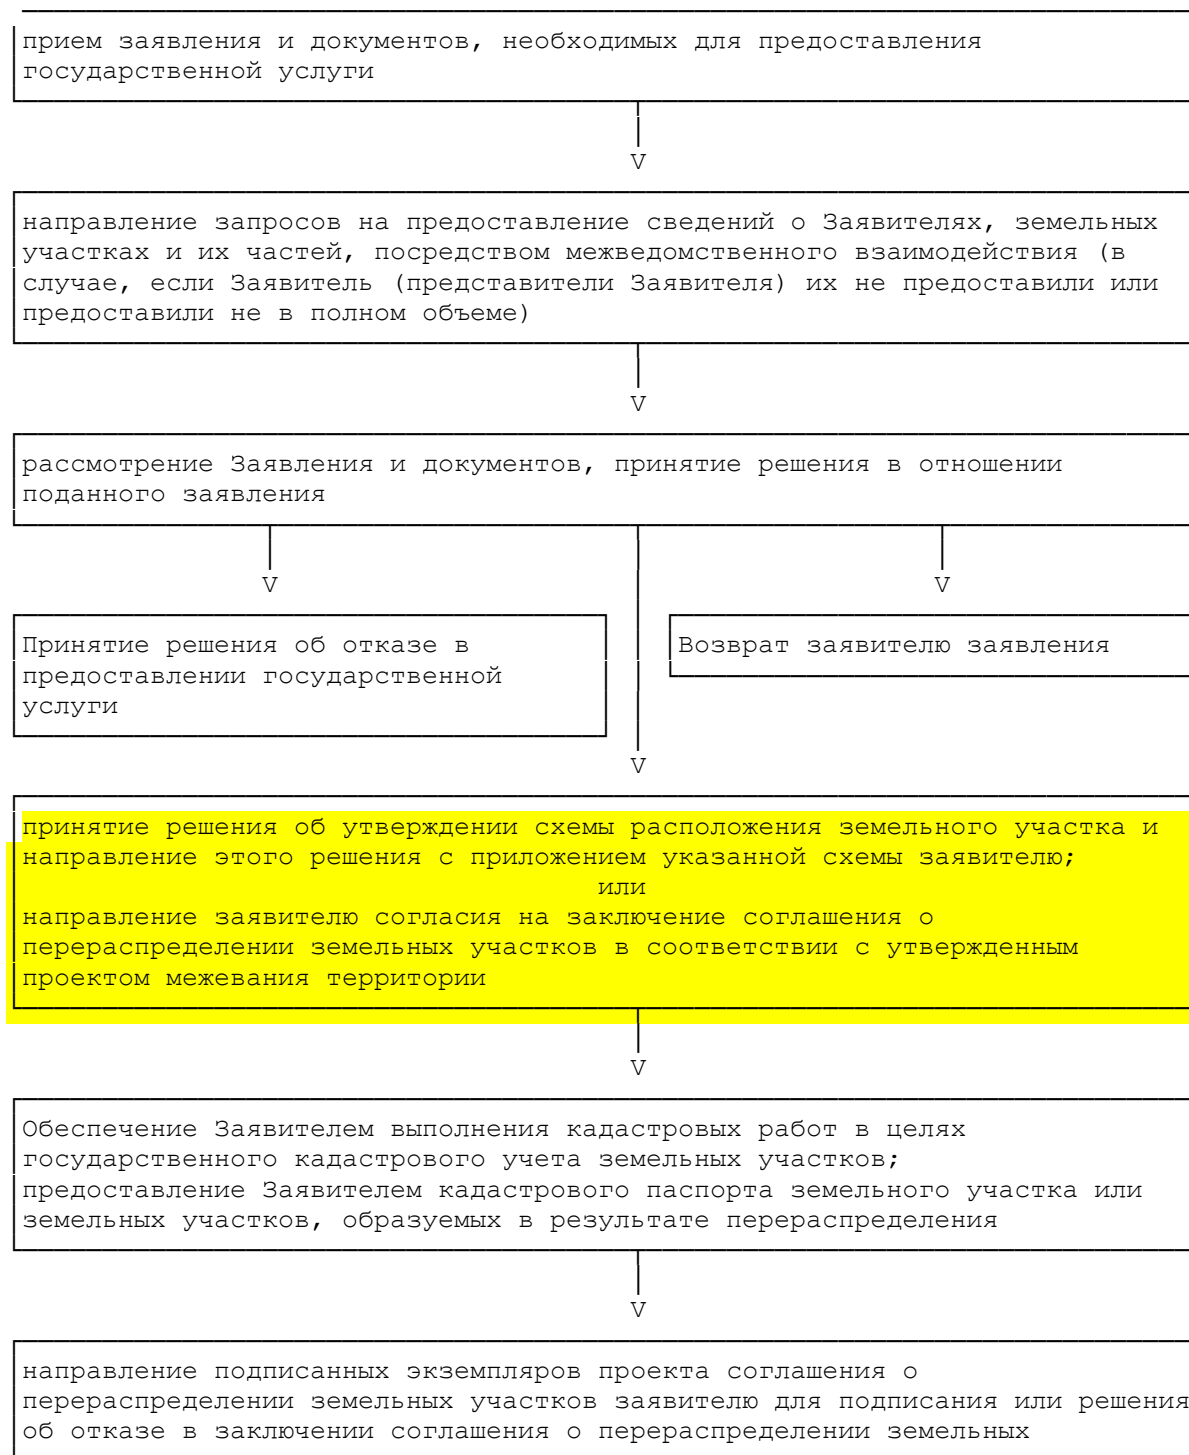 прием заявления и документов, необходимых для предоставления
государственной услуги
V
направление запросов на предоставление сведений о Заявителях, земельных
участках и их частей, посредством межведомственного взаимодействия (в
случае, если Заявитель (представители Заявителя) их не предоставили или
предоставили не в полном объеме)
V
рассмотрение Заявления и документов, принятие решения в отношении
поданного заявления
V V
Принятие решения об отказе в
предоставлении государственной
услуги
Возврат заявителю заявления
V
принятие решения об утверждении схемы расположения земельного участка и
направление этого решения с приложением указанной схемы заявителю;
или
направление заявителю согласия на заключение соглашения о
перераспределении земельных участков в соответствии с утвержденным
проектом межевания территории
V
Обеспечение Заявителем выполнения кадастровых работ в целях
государственного кадастрового учета земельных участков;
предоставление Заявителем кадастрового паспорта земельного участка или
земельных участков, образуемых в результате перераспределения
V
направление подписанных экземпляров проекта соглашения о
перераспределении земельных участков заявителю для подписания или решения
об отказе в заключении соглашения о перераспределении земельных